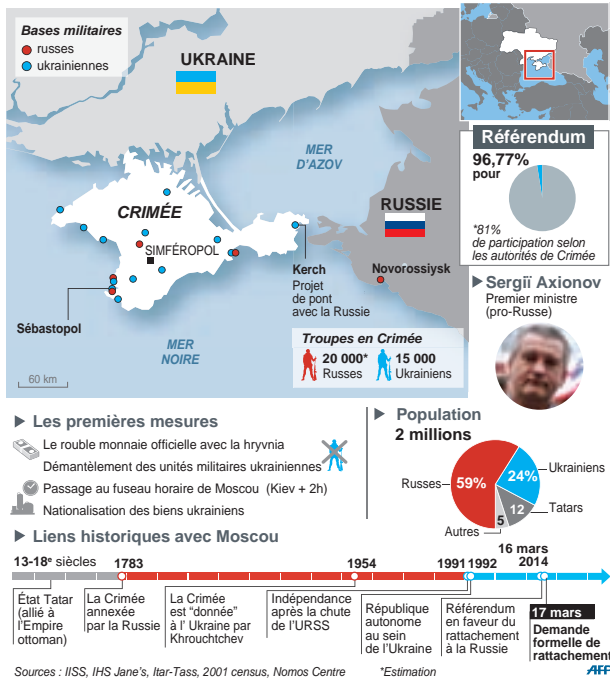 Bases militaires
russes
ukrainiennes
UKRAINE
MER
D'AZOV
CRIMÉE
SIMFÉROPOL
RUSSIE
Kerch
Projet
de pont
avec la Russie
Novorossiysk
Sébastopol
MER
NOIRE
Troupes en Crimée
20 000*
Russes
15 000
Ukrainiens
60 km
Référendum
96,77%
pour
*81%
de participation selon
les autorités de Crimée
Sergiï Axionov
Premier ministre
(pro-Russe)
Les premières mesures
Le rouble monnaie officielle avec la hryvnia
Démantèlement des unités militaires ukrainiennes
Passage au fuseau horaire de Moscou (Kiev + 2h)
Nationalisation des biens ukrainiens
Population
2 millions
Russes
59%
24%
Ukrainiens
12
Tatars
5
Autres
Liens historiques avec Moscou
13-18e siècles
1783
1954
1991
1992
16 mars
2014
État Tatar
(allié à
l'Empire
ottoman)
La Crimée
annexée
par la Russie
La Crimée
est “donnée”
à l' Ukraine par
Khrouchtchev
Indépendance
après la chute
de l'URSS
République
autonome
au sein
de l'Ukraine
Référendum
en faveur du
rattachement
à la Russie
17 mars
Demande
formelle de
rattachement
Sources : IISS, IHS Jane's, Itar-Tass, 2001 census, Nomos Centre
*Estimation
AFP